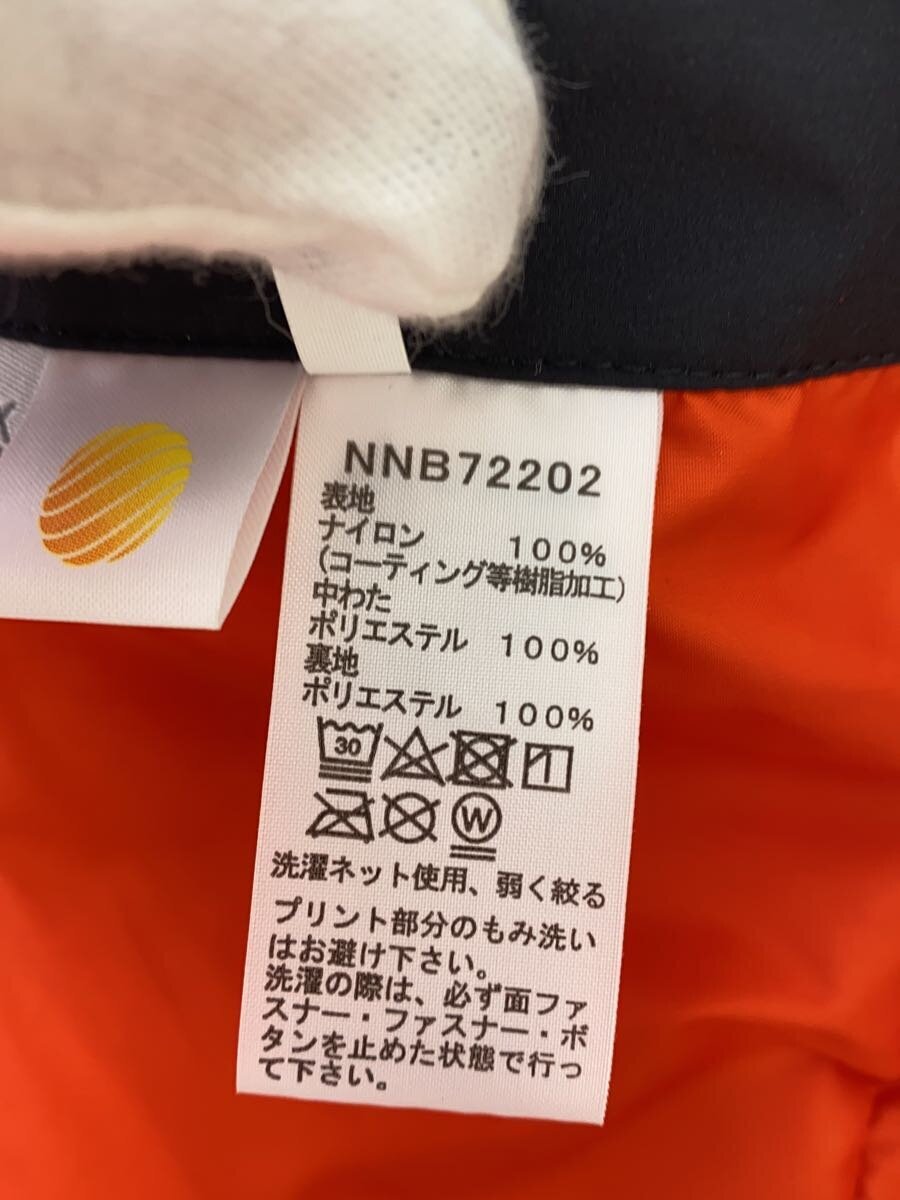 NNB72202
表地
ナイロン 100%
(コーティング等樹脂加工)
中わた
ポリエステル 100%
裏地
ポリエステル 100%
30
W
洗濯ネット使用、弱く絞る
プリント部分のもみ洗い
はお避け下さい。
洗濯の際は、必ず面ファ
スナー・ファスナー・ボ
タンを止めた状態で行っ
て下さい。